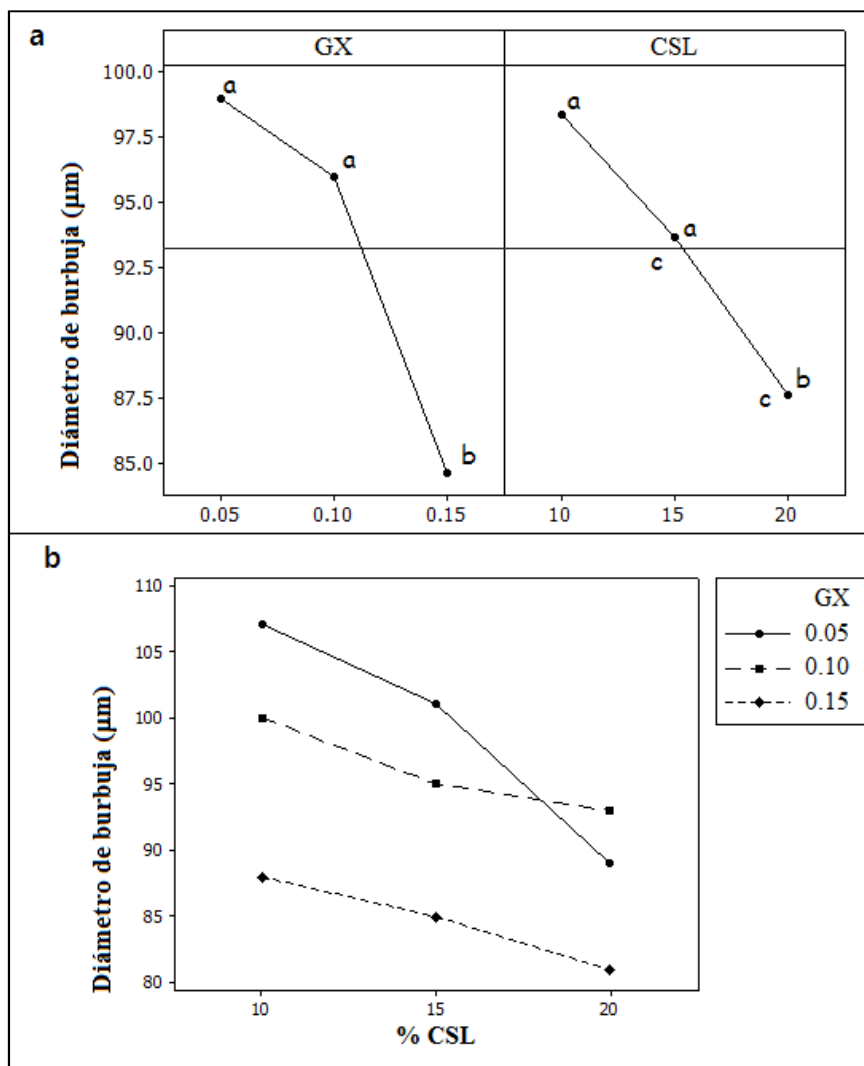 a
GX CSL
Diámetro de burbuja (µm)
100.0
97.5
95.0
92.5
90.0
87.5
85.0
a
a
b
a
a
c
b
c
0.05 0.10 0.15 10 15 20
b
Diámetro de burbuja (µm)
110
105
100
95
90
85
80
10 15 20
% CSL
GX
0.05
0.10
0.15